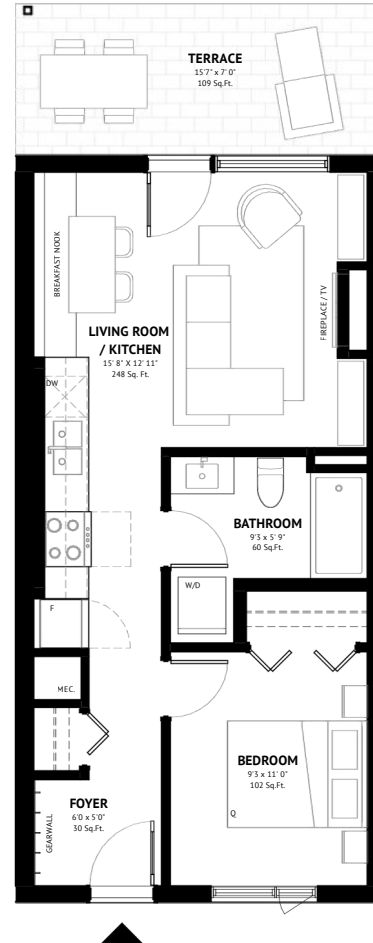 TERRACE
15'7" x 7' 0"
109 Sq.Ft.
BREAKFAST NOOK
FIREPLACE / TV
LIVING ROOM
/ KITCHEN
15' 8" X 12' 11"
248 Sq. Ft.
DW
BATHROOM
9'3 x 5' 9"
60 Sq.Ft.
W/D
F
MEC.
BEDROOM
9'3 x 11' 0"
102 Sq.Ft.
Q
FOYER
6'0 x 5'0"
30 Sq.Ft.
GEARWALL